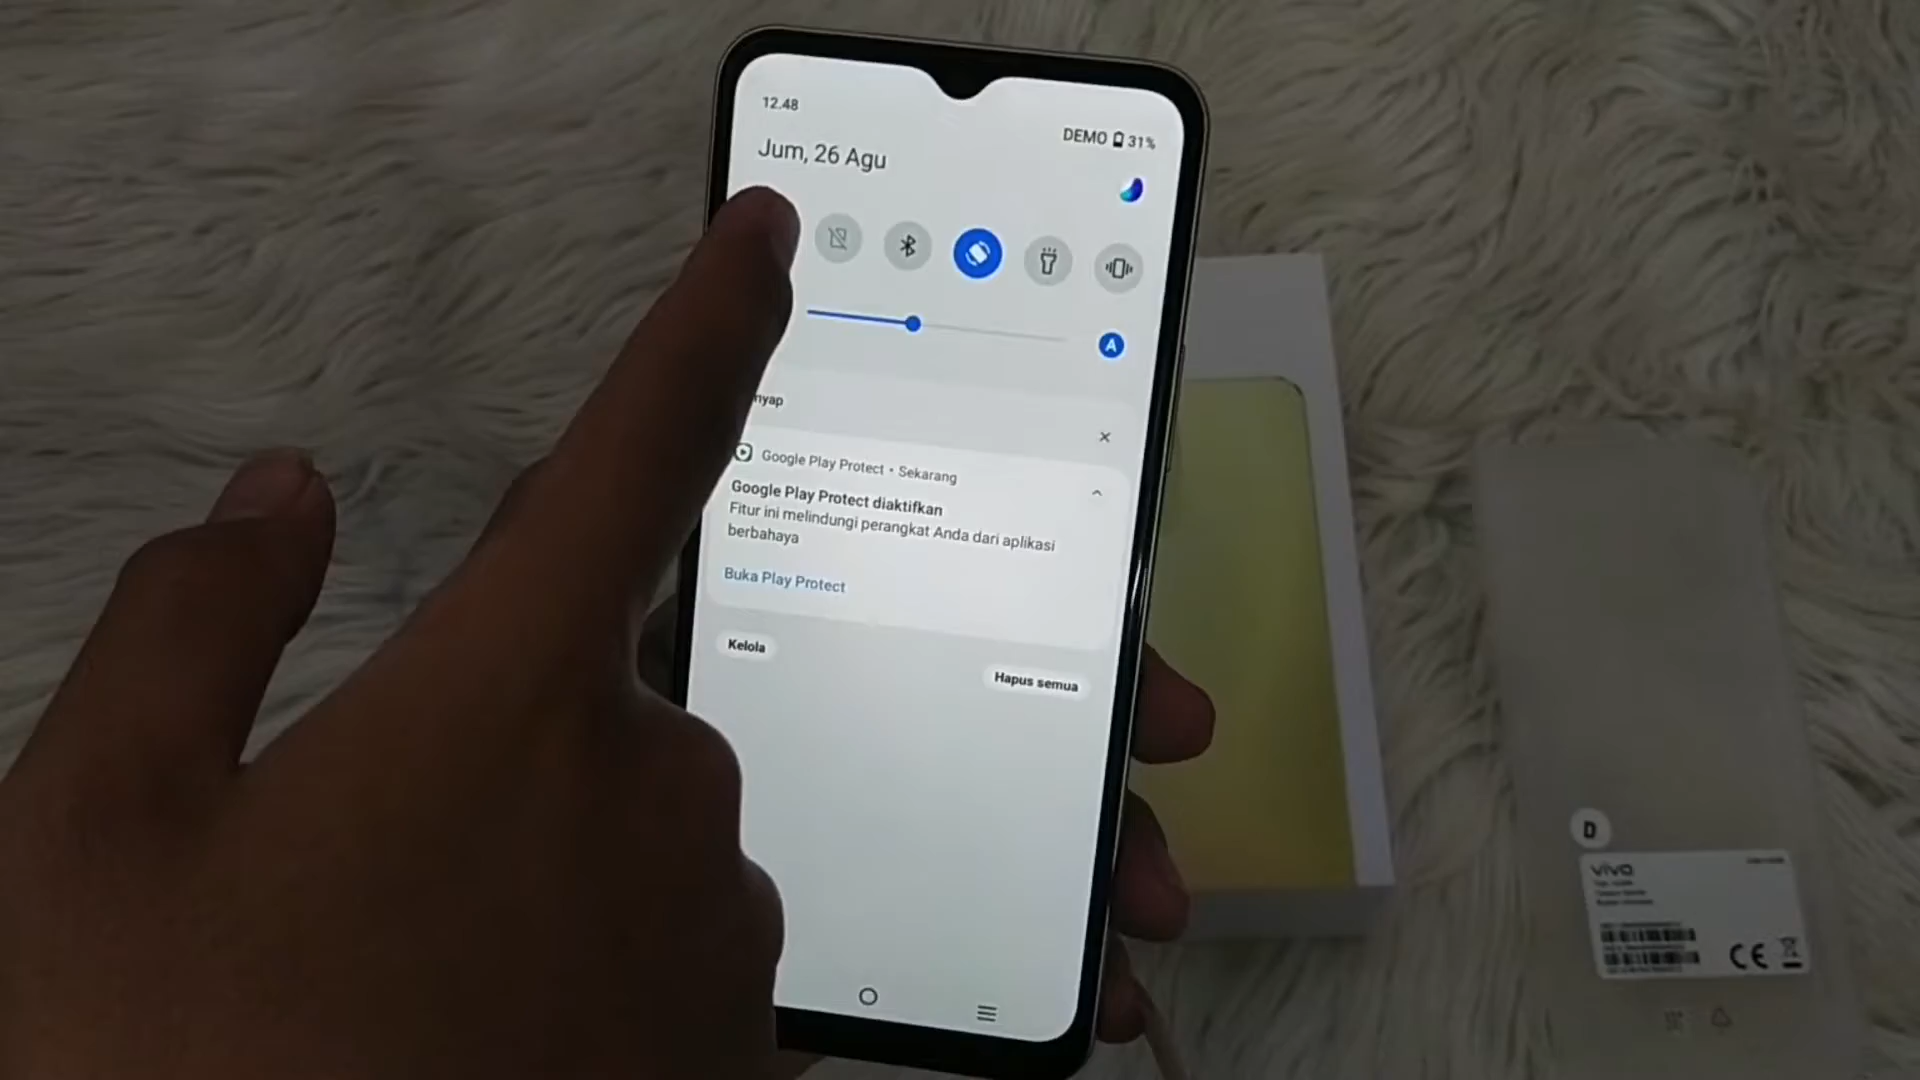 12.48
DEMO 31%
Jum, 26 Agu
A
nyap
Google Play Protect • Sekarang
Google Play Protect diaktifkan
Fitur ini melindungi perangkat Anda dari aplikasi
berbahaya
Buka Play Protect
Kelola
Hapus semua
D
vivo
CE